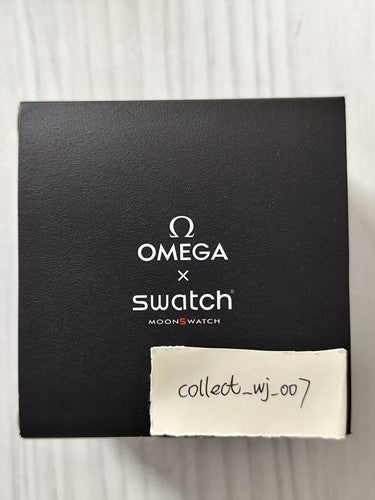 Ω
OMEGA
×
swatch®
MOONSWATCH
collect_wj_007